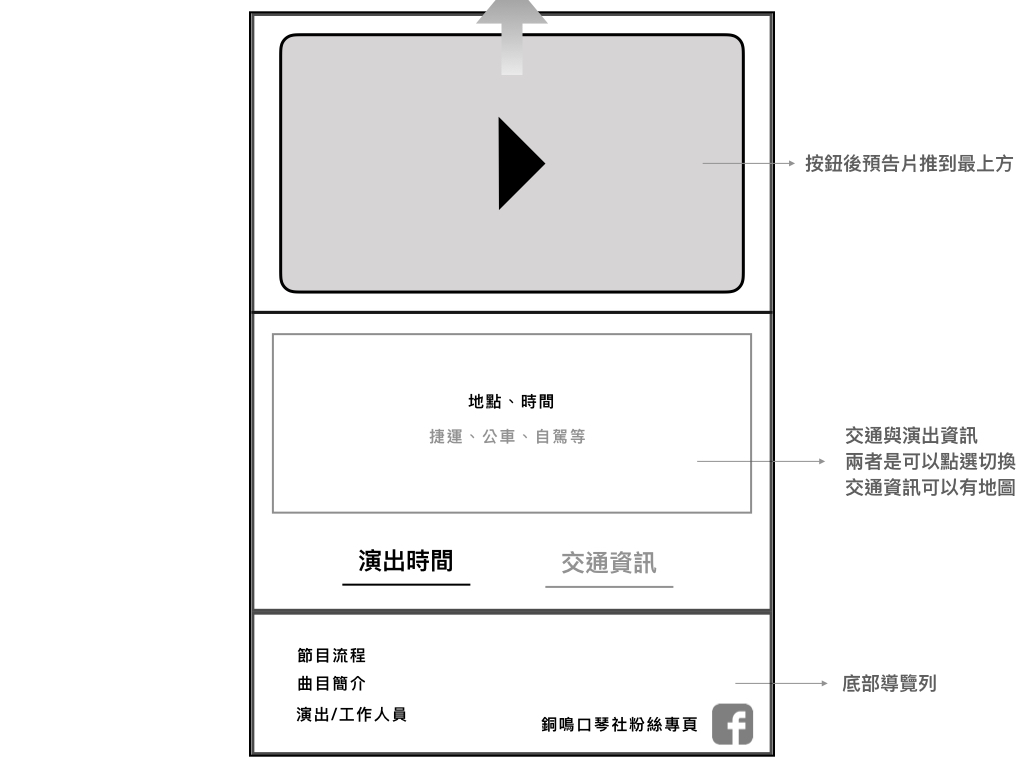 按鈕後預告片推到最上方
地點、時間
捷運、公車、自駕等
交通與演出資訊
兩者是可以點選切換
交通資訊可以有地圖
演出時間
交通資訊
節目流程
曲目簡介
演出/工作人員
底部導覽列
銅鳴口琴社粉絲專頁